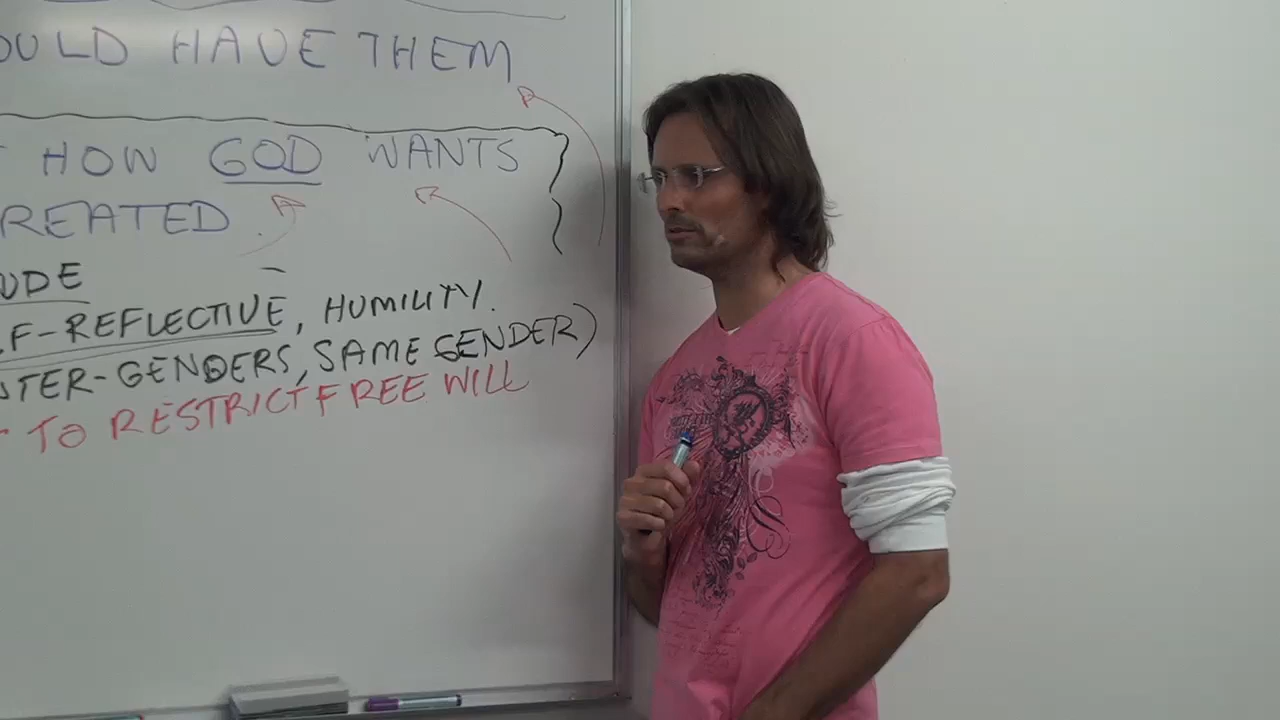 OULD HAVE THEM
HOW GOD WANTS
REATED.
UDE
F-REFLECTIVE, HUMILITY.
TER-GENDERS, SAME GENDER)
TO RESTRICT FREE WILL